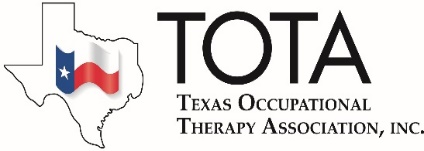 TOTA
TEXAS OCCUPATIONAL
THERAPY ASSOCIATION, INC.